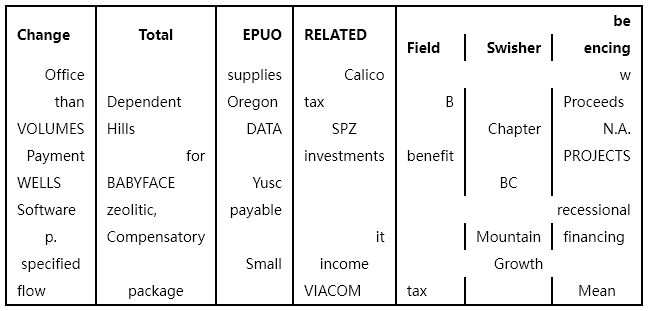 be
Change Total EPUO RELATED Field Swisher encing
Office supplies Calico w
than Dependent Oregon tax B Proceeds
VOLUMES Hills DATA SPZ Chapter N.A.
Payment for investments benefit PROJECTS
WELLS BABYFACE Yusc BC
Software zeolitic, payable recessional
p. Compensatory it Mountain financing
specified Small income Growth
flow package VIACOM tax Mean